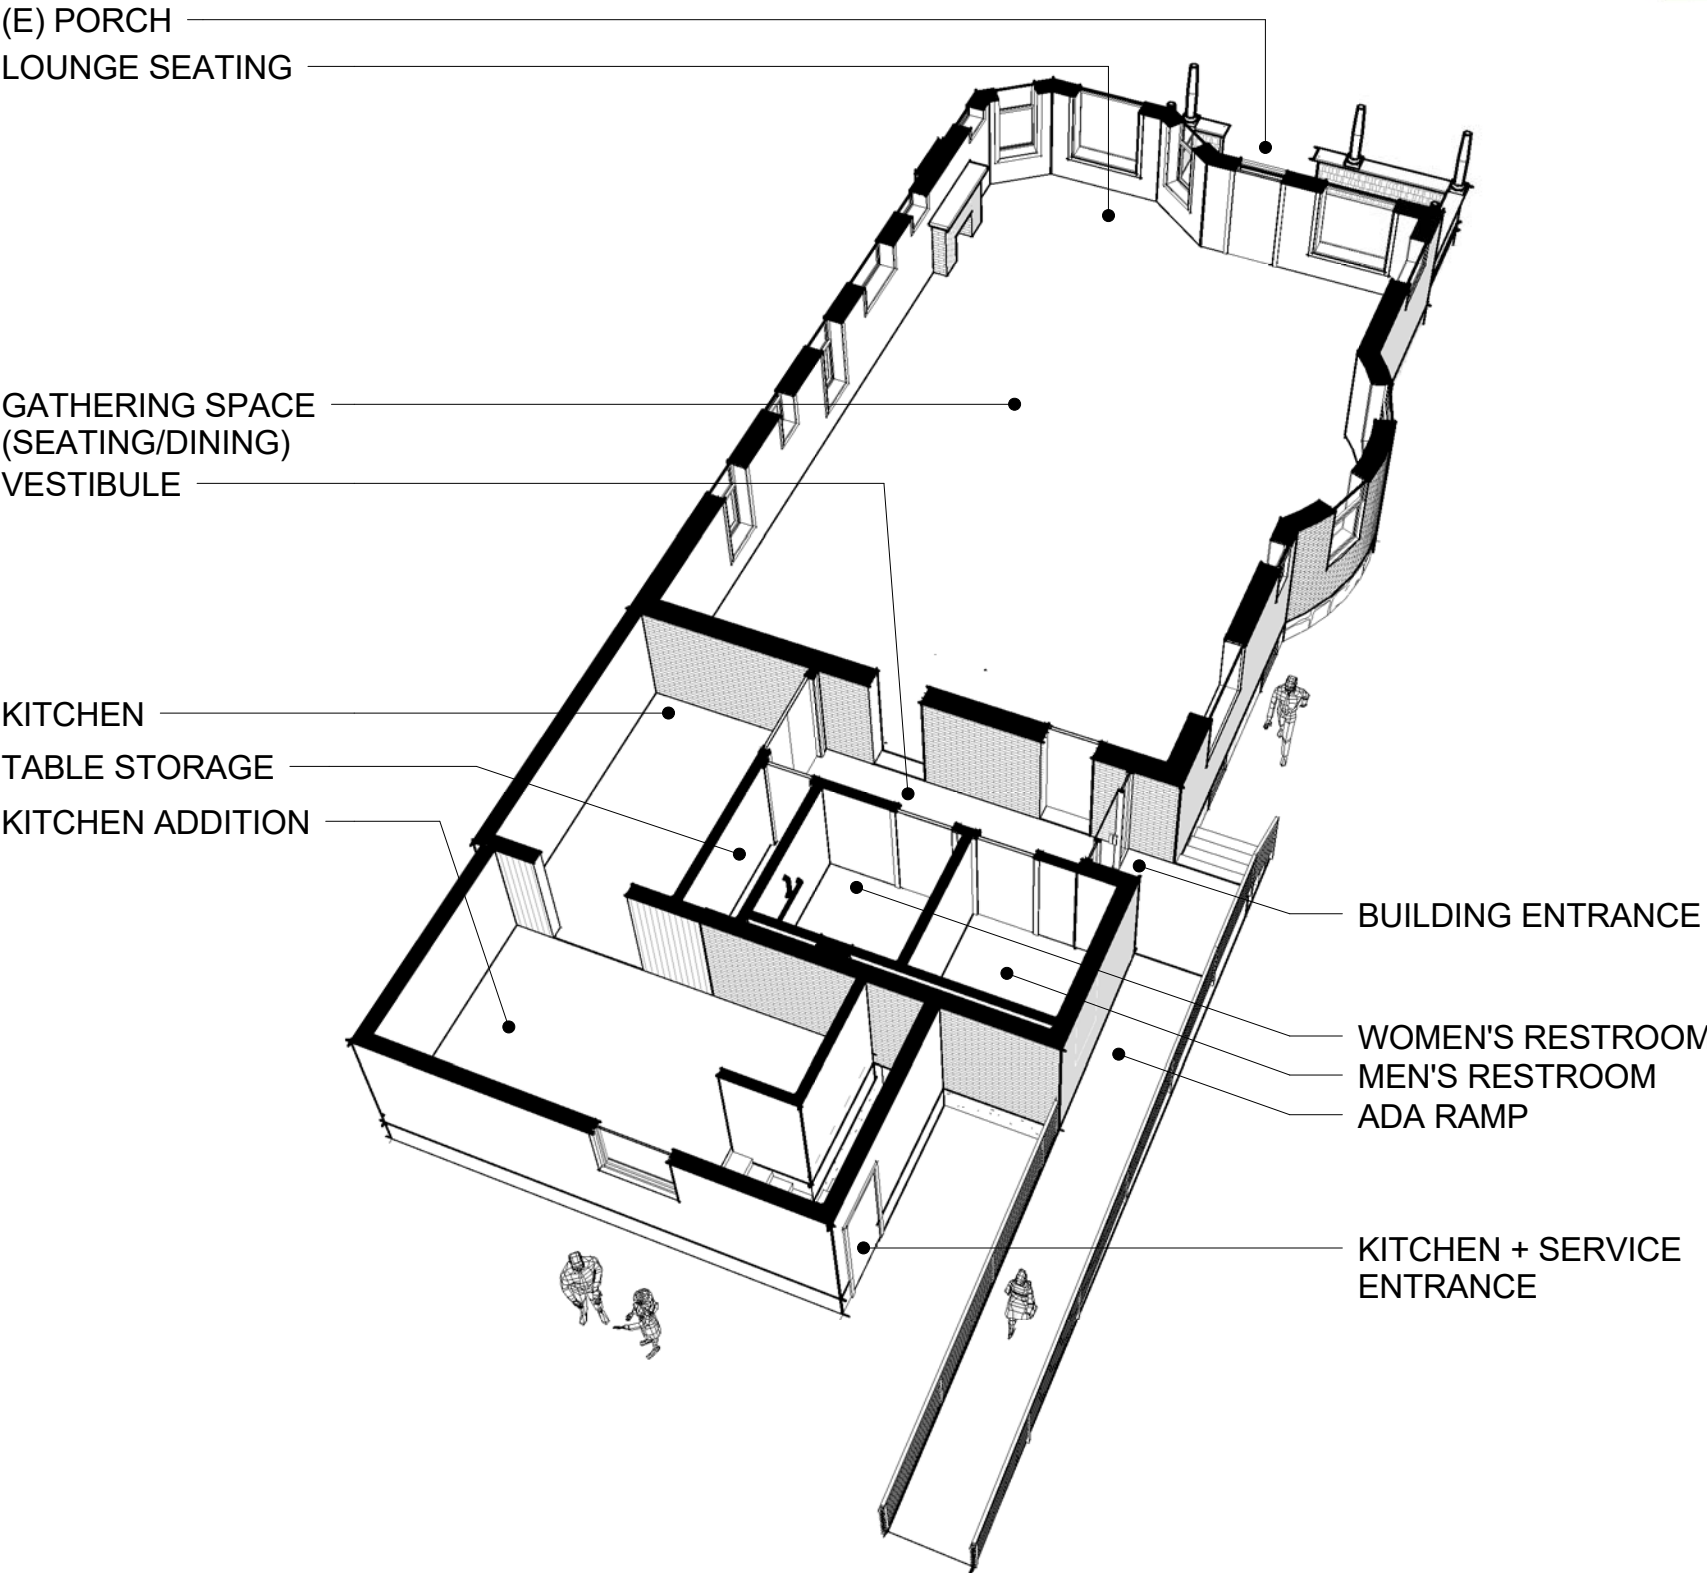 (E) PORCH
LOUNGE SEATING
GATHERING SPACE
(SEATING/DINING)
VESTIBULE
KITCHEN
TABLE STORAGE
KITCHEN ADDITION
BUILDING ENTRANCE
WOMEN'S RESTROOM
MEN'S RESTROOM
ADA RAMP
KITCHEN + SERVICE
ENTRANCE